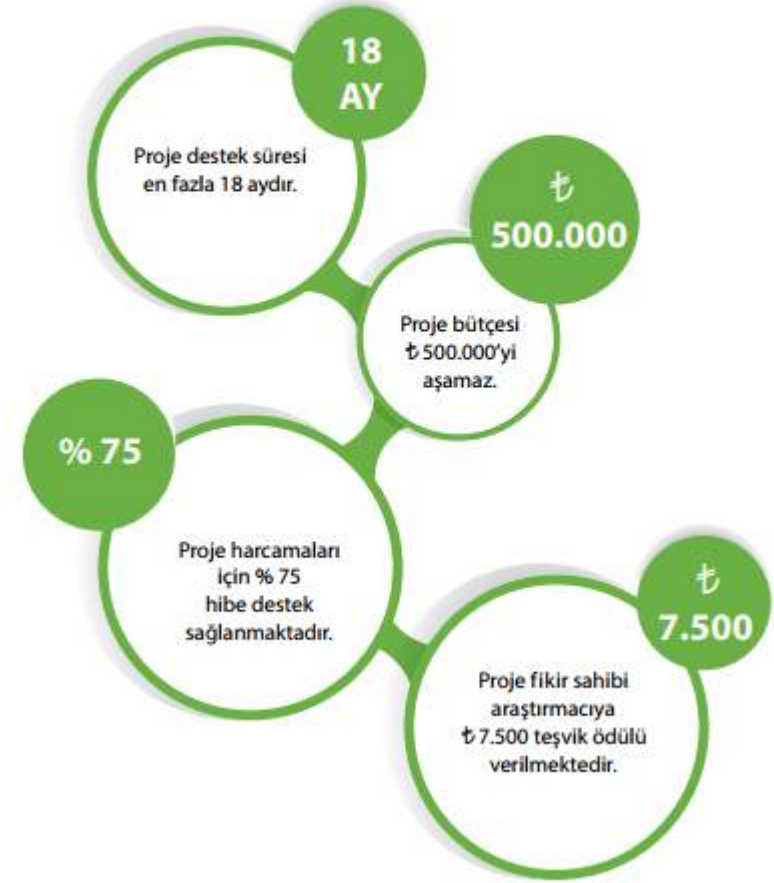 18
AY
Proje destek süresi
en fazla 18 aydır.
₺
500.000
Proje bütçesi
₺ 500.000'yi
aşamaz.
% 75
Proje harcamaları
için % 75
hibe destek
sağlanmaktadır.
₺
7.500
Proje fikir sahibi
araştırmacıya
₺ 7.500 teşvik ödülü
verilmektedir.